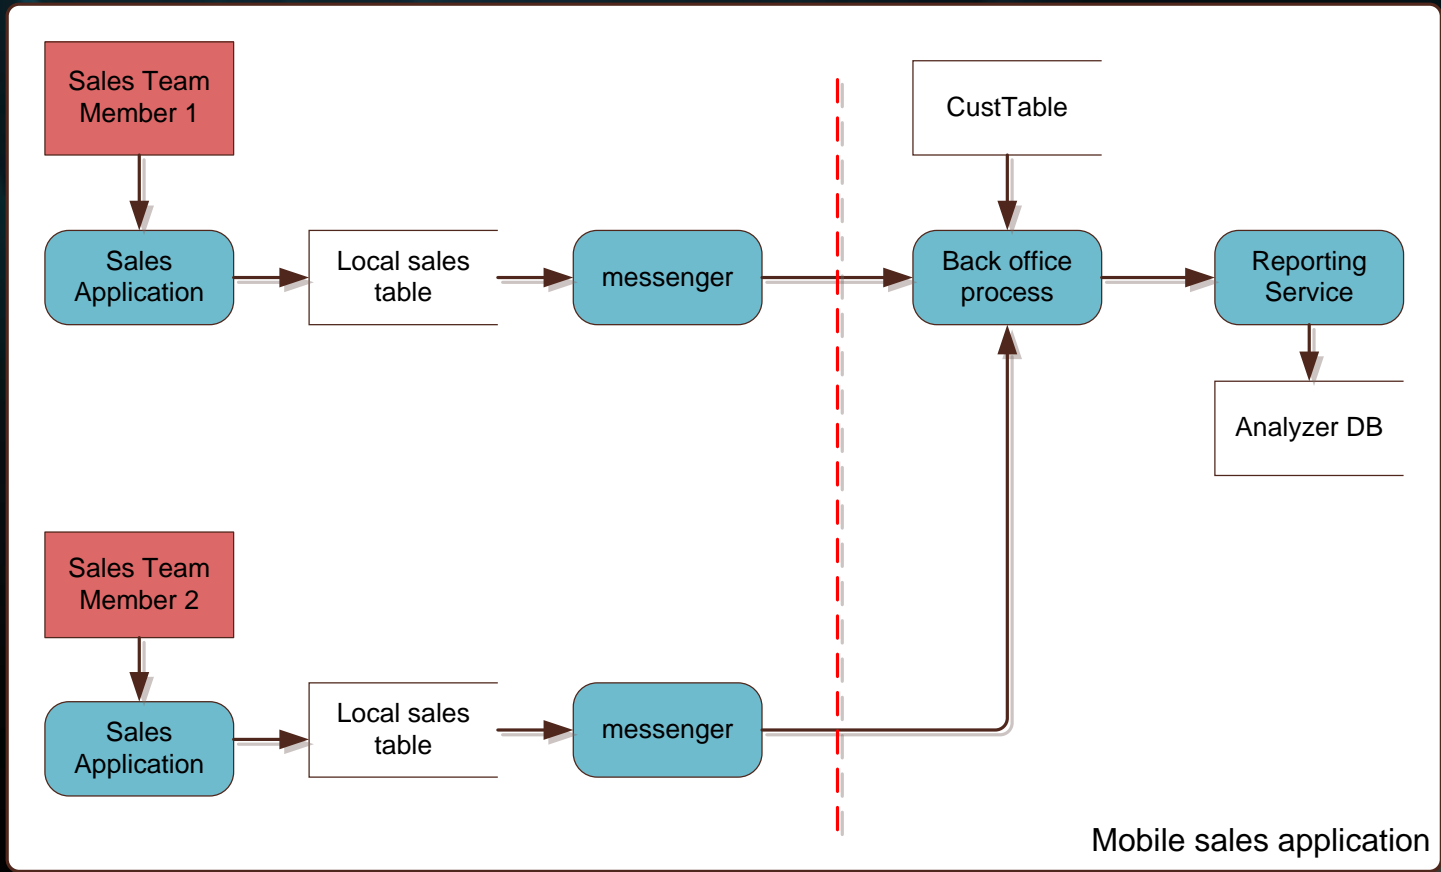 Sales Team
Member 1
CustTable
Sales
Application
Local sales
table
messenger
Back office
process
Reporting
Service
Analyzer DB
Sales Team
Member 2
Sales
Application
Local sales
table
messenger
Mobile sales application